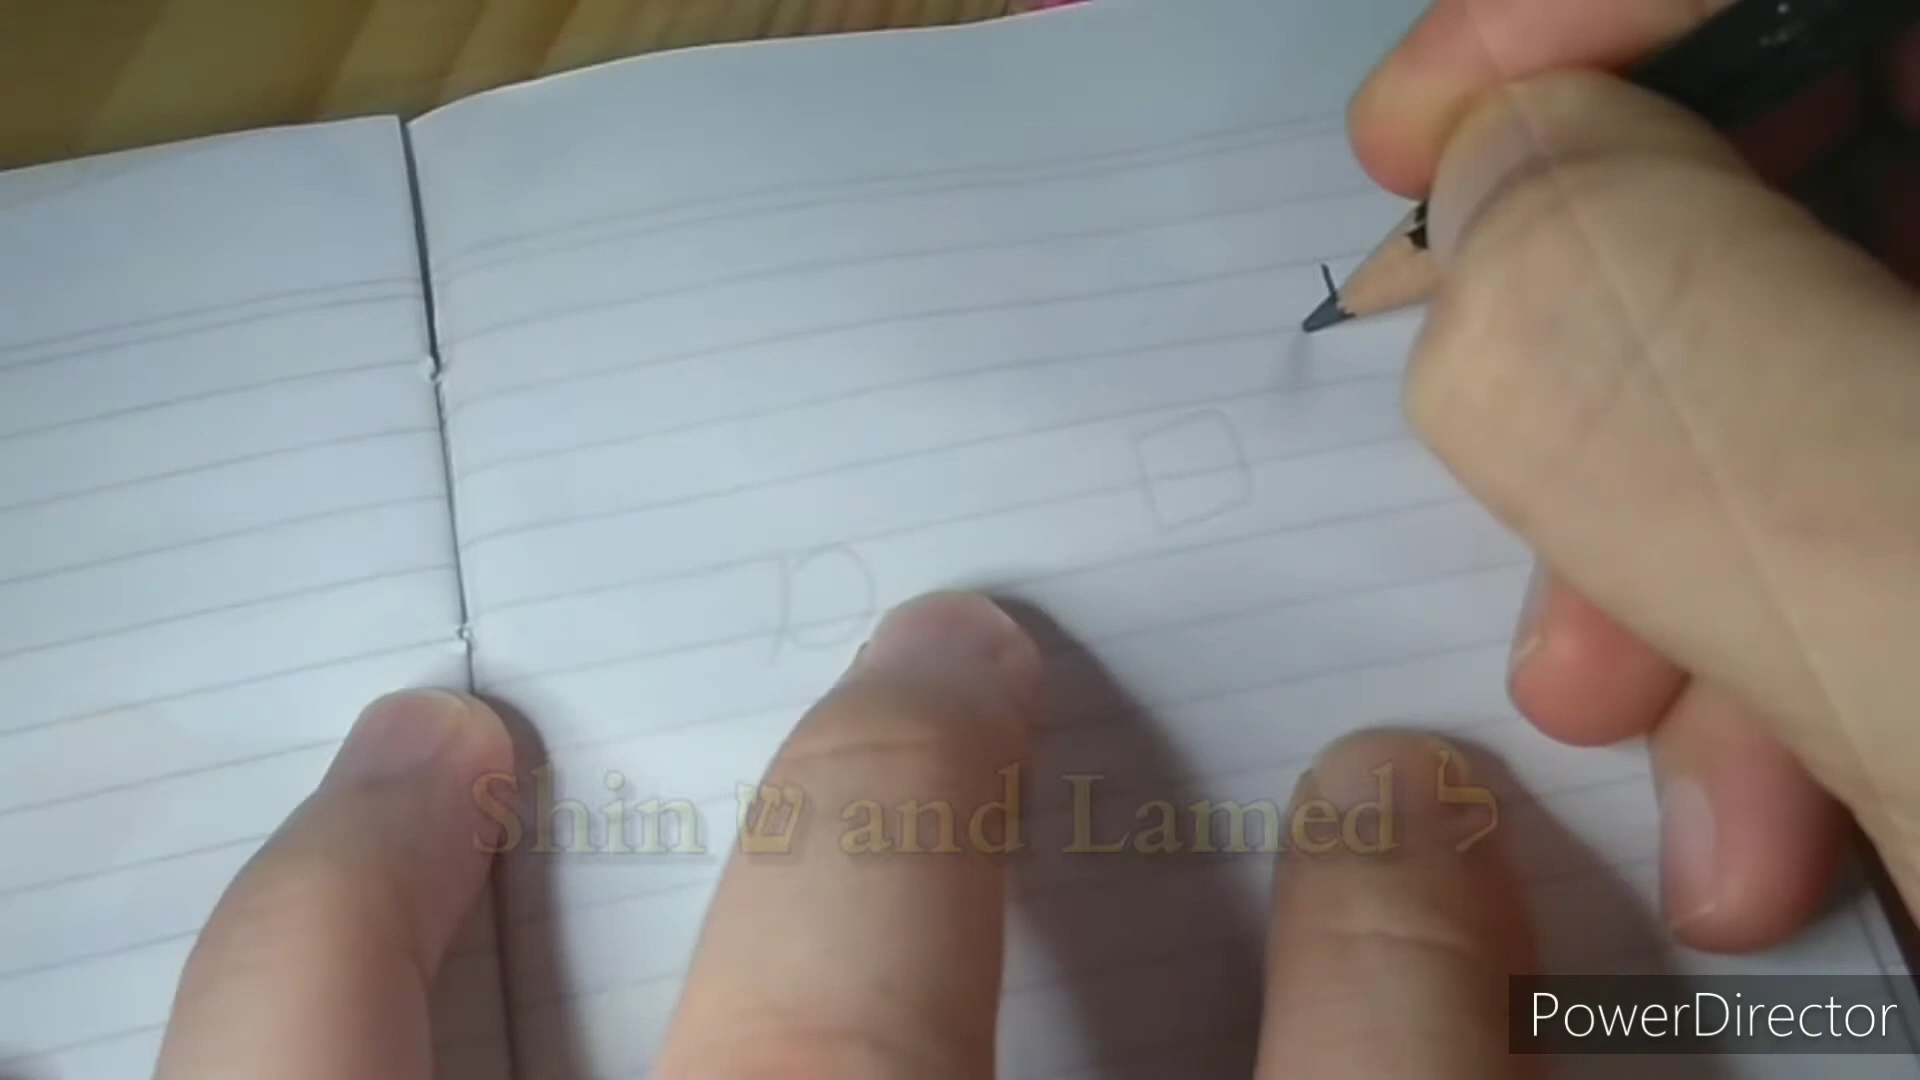 Shin ש and Lamed ל
PowerDirector